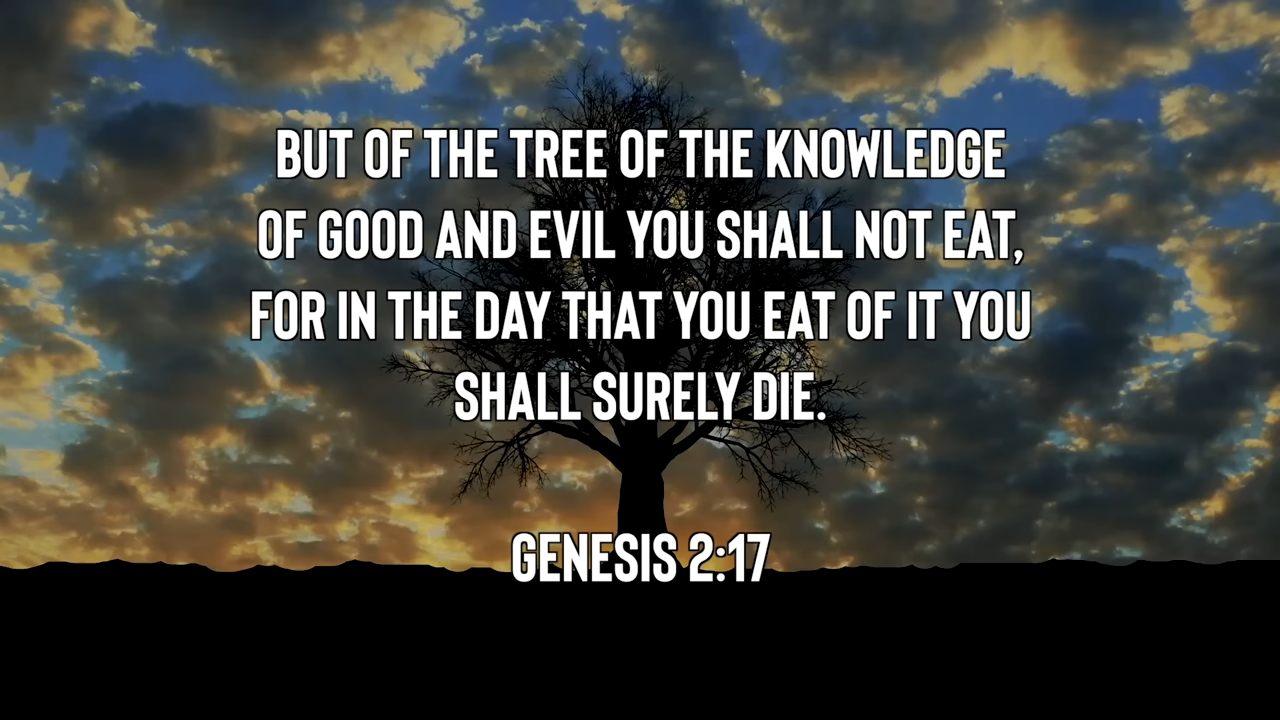 BUT OF THE TREE OF THE KNOWLEDGE
OF GOOD AND EVIL YOU SHALL NOT EAT,
FOR IN THE DAY THAT YOU EAT OF IT YOU
SHALL SURELY DIE.
GENESIS 2:17